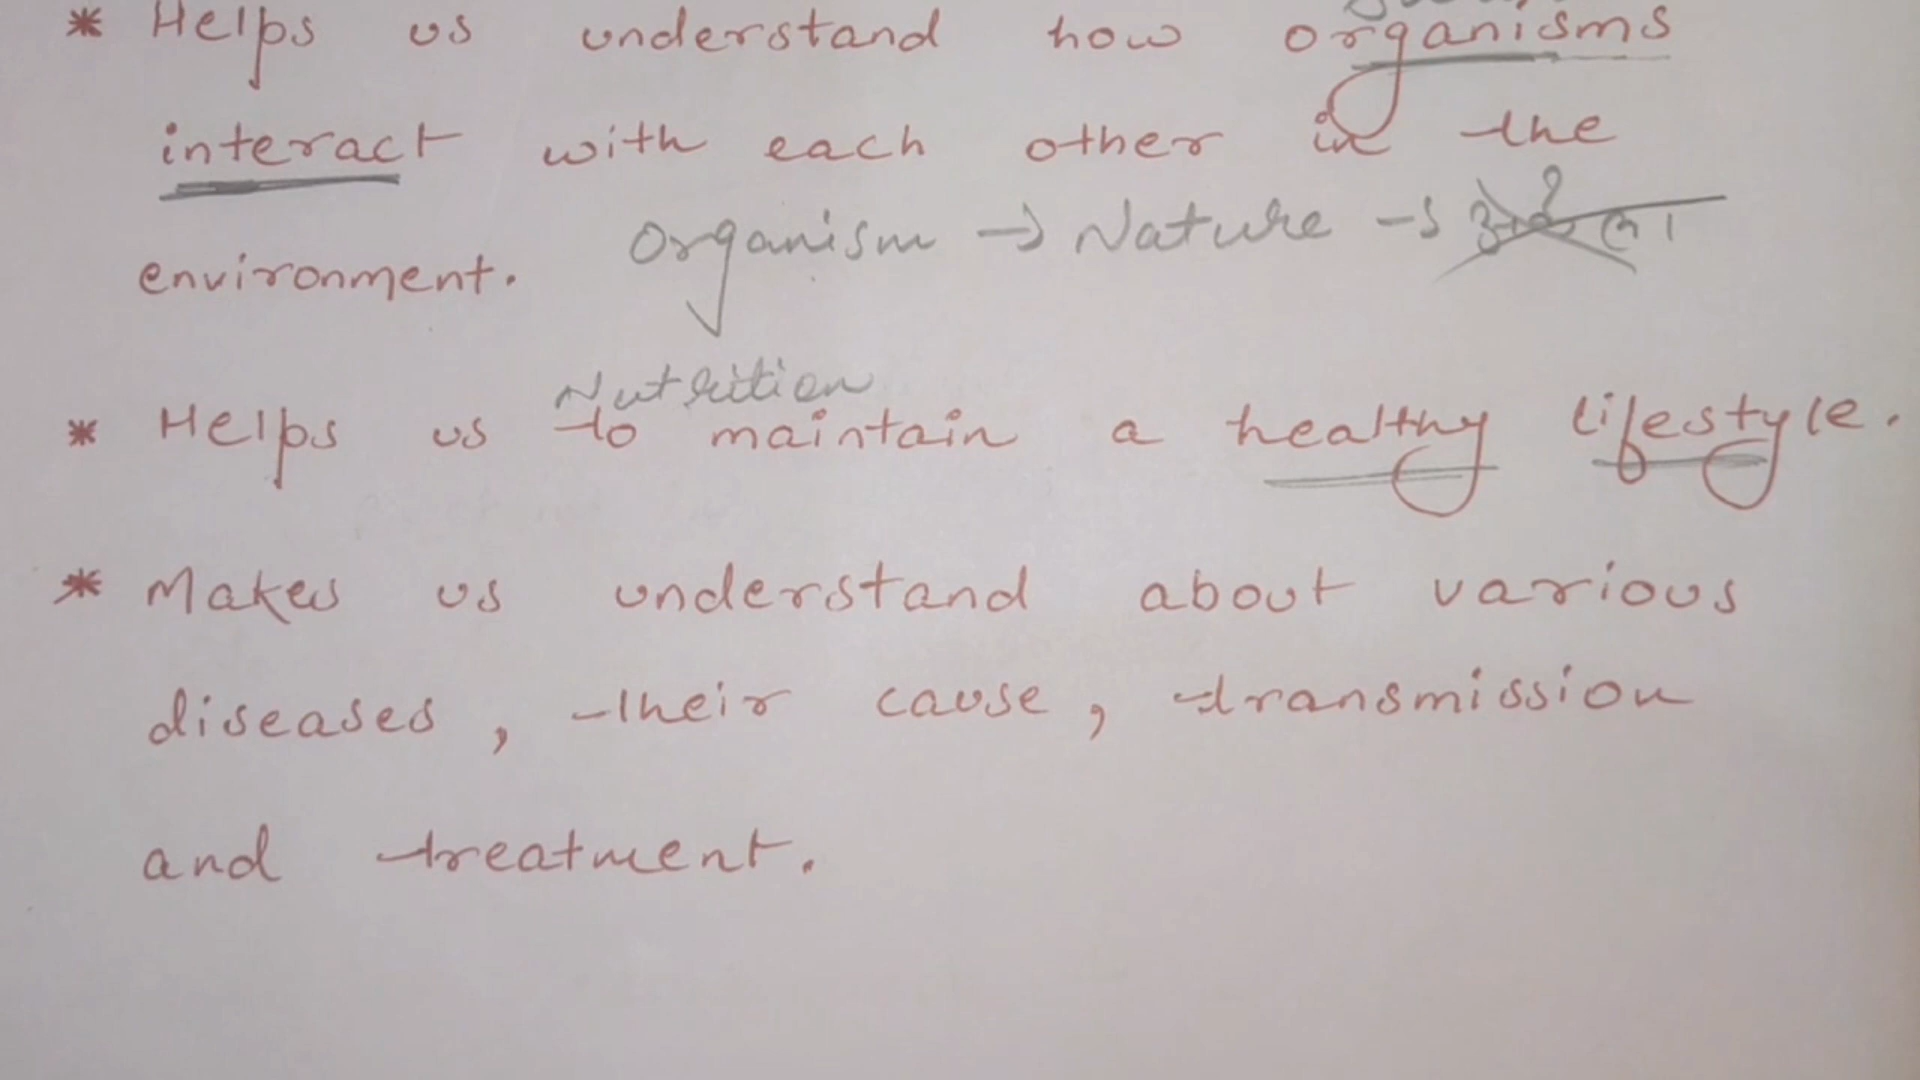 * Helps us understand how organisms
interact with each other in the
environment.
Organism → Nature →
Nutrition
* Helps us to maintain a healthy lifestyle.
* Makes us understand about various
diseases, their cause, transmission
and treatment.